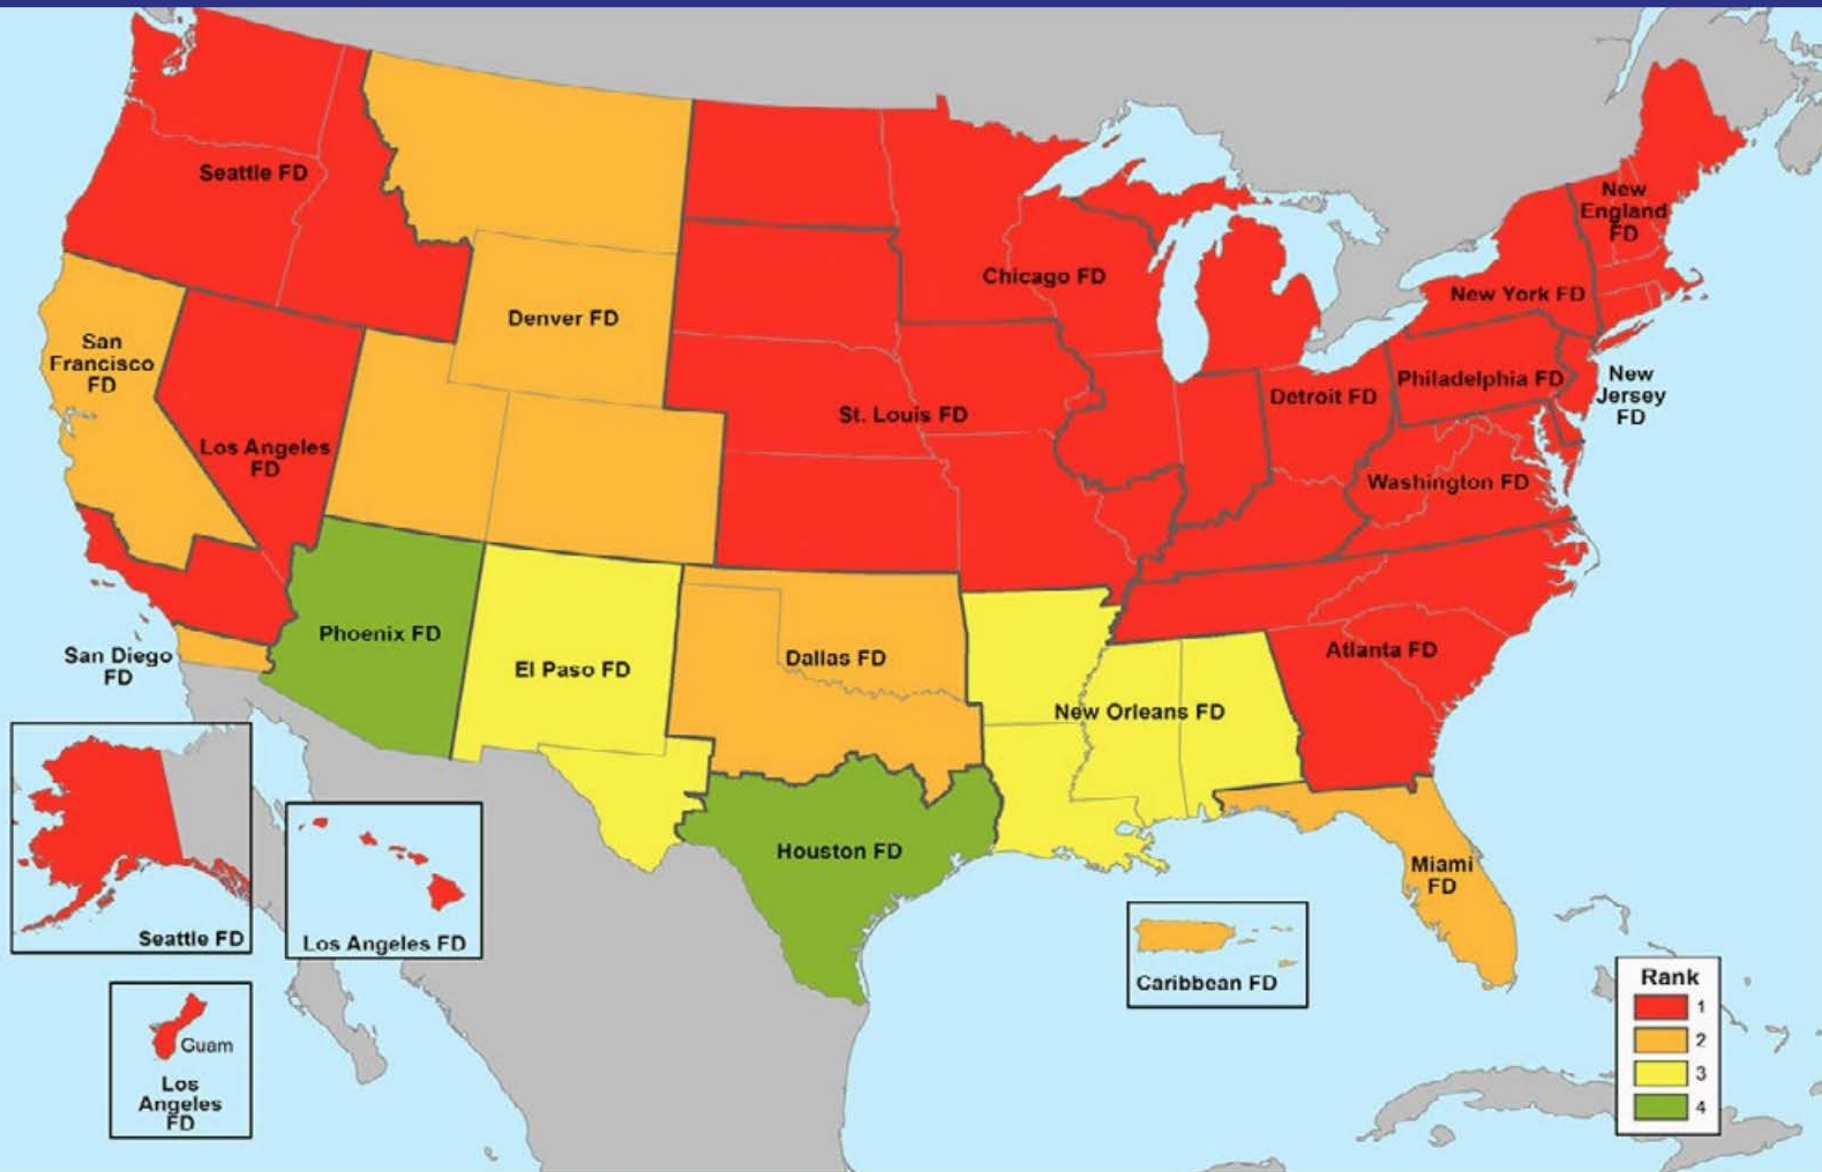 Seattle FD
New
England
FD
Chicago FD
New York FD
Denver FD
San
Francisco
FD
Philadelphia FD
New
Jersey
FD
Detroit FD
St. Louis FD
Los Angeles
FD
Washington FD
Phoenix FD
San Diego
FD
El Paso FD
Dallas FD
Atlanta FD
New Orleans FD
Houston FD
Miami
FD
Seattle FD
Los Angeles FD
Caribbean FD
Guam
Los
Angeles
FD
Rank
1
2
3
4